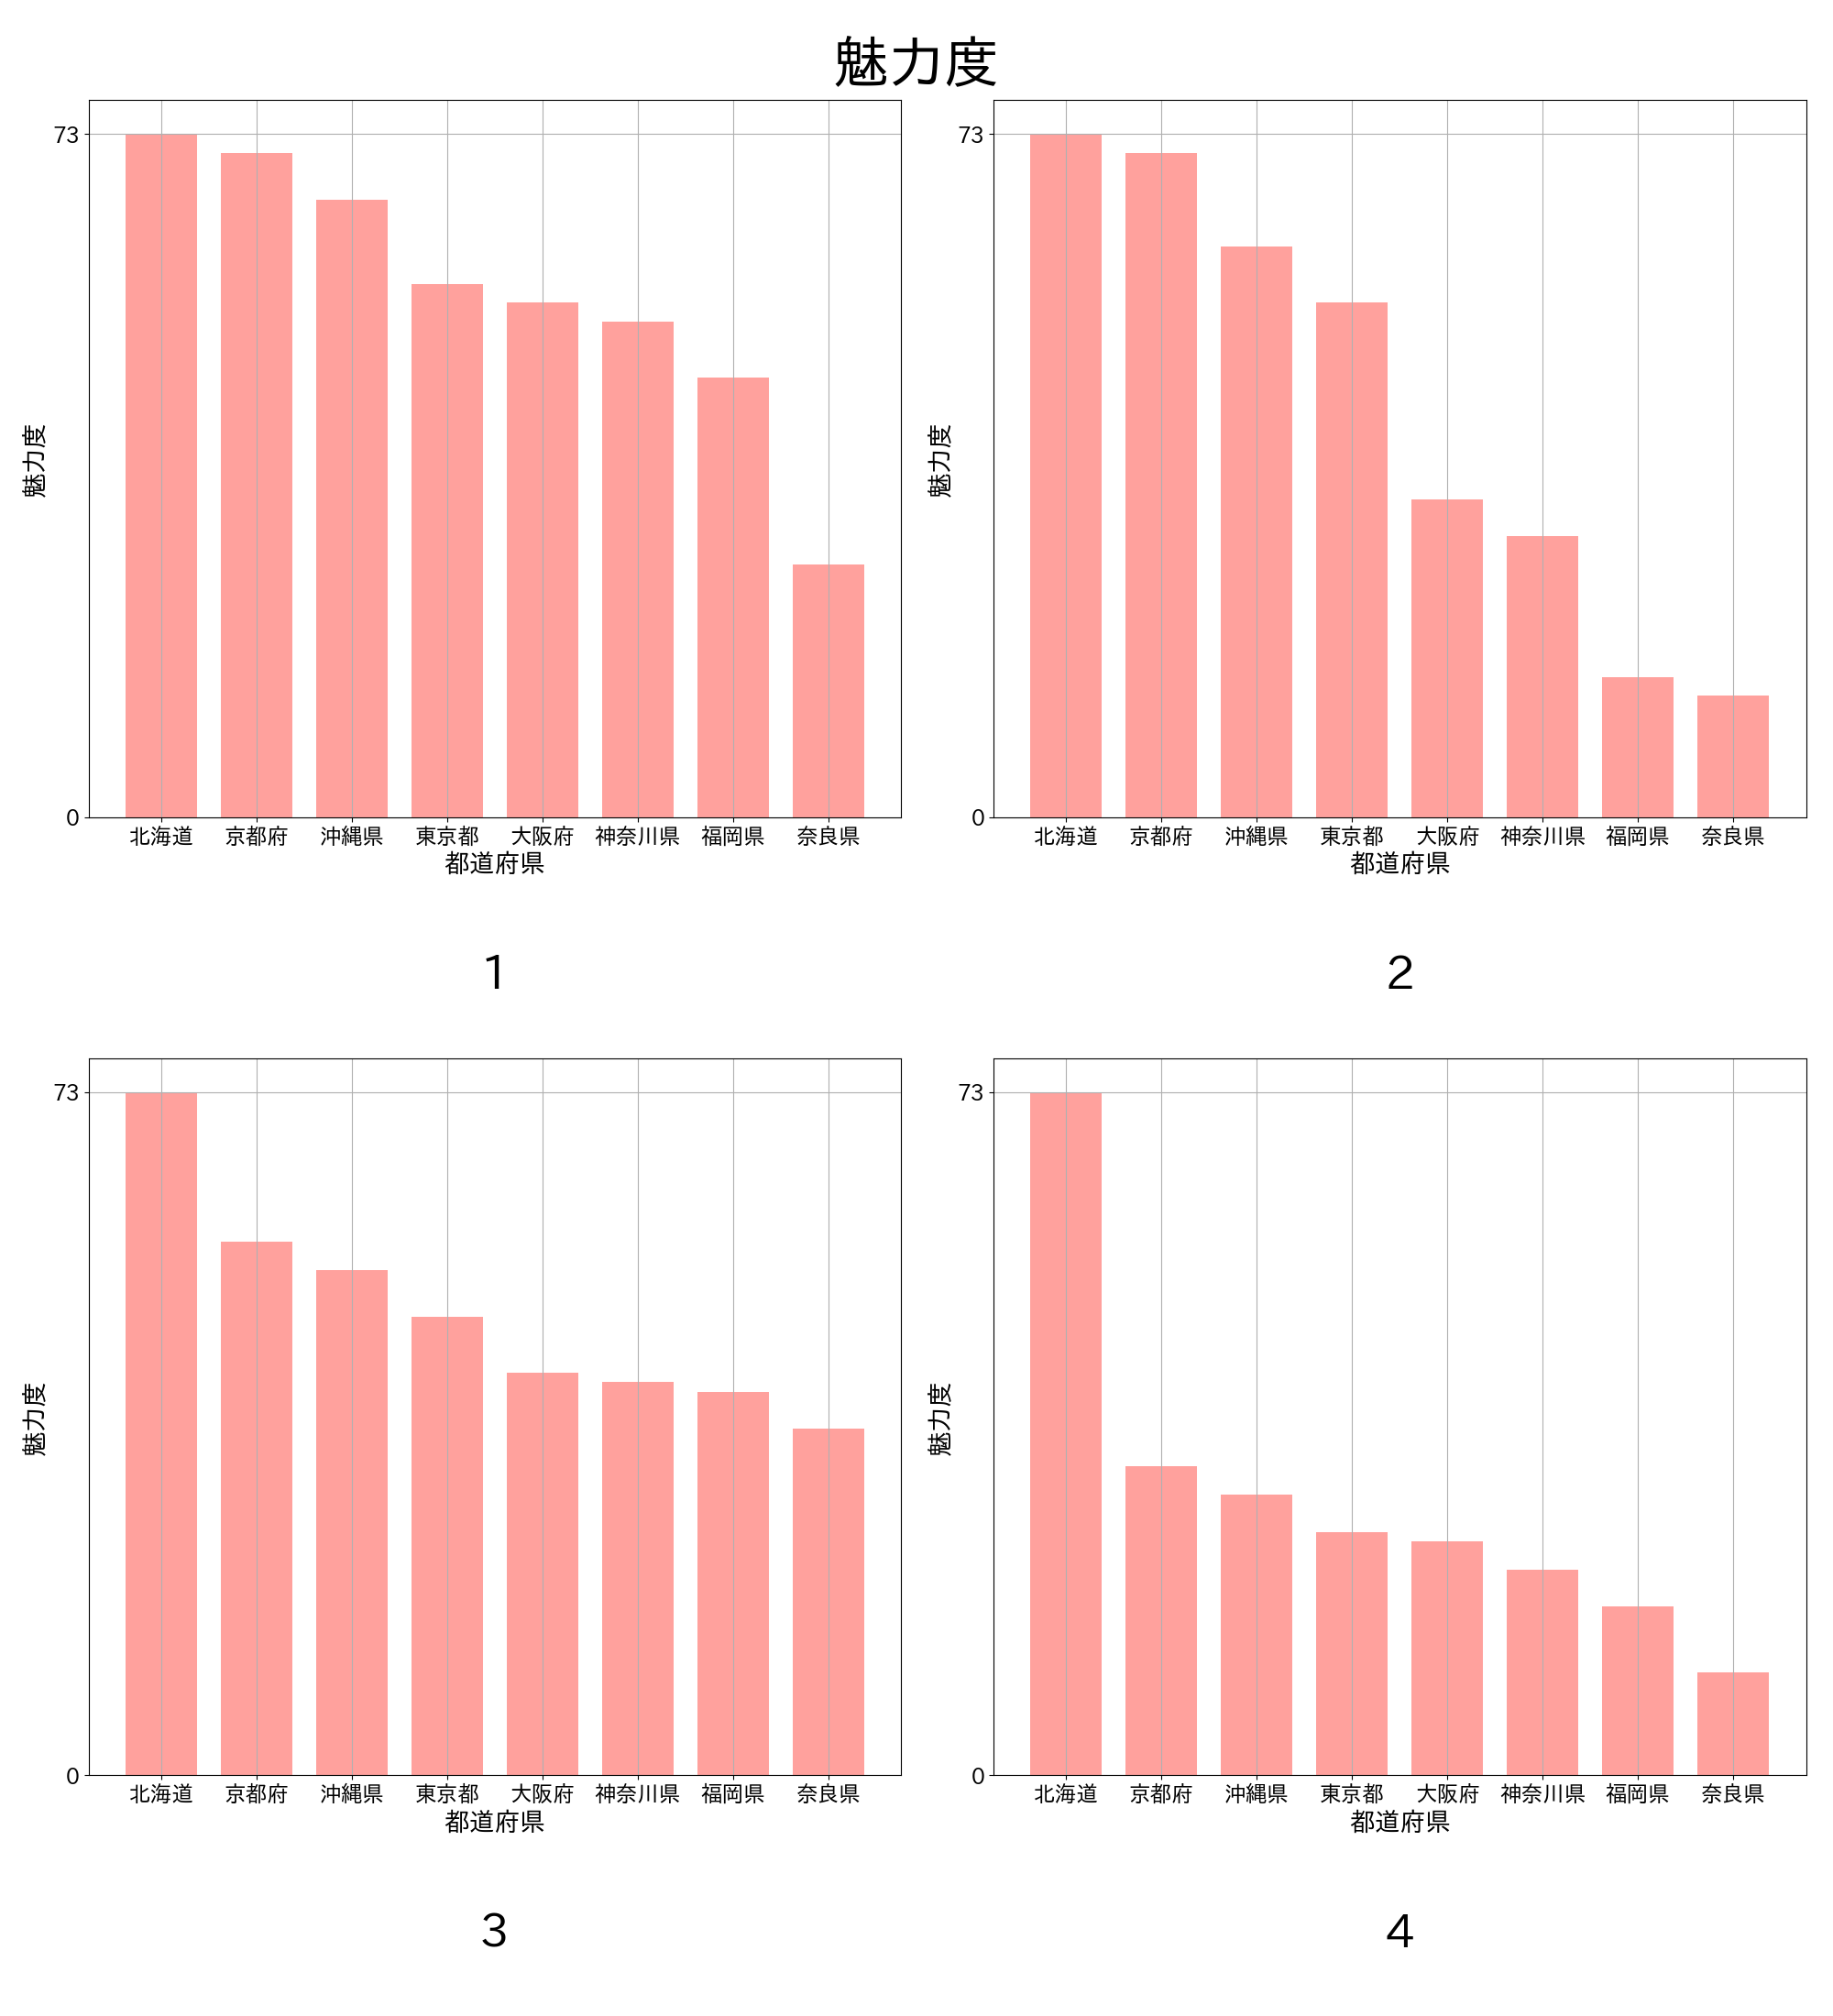 魅力度
73
魅力度
0
北海道 京都府 沖縄県 東京都 大阪府 神奈川県 福岡県 奈良県
都道府県
1
73
魅力度
0
北海道 京都府 沖縄県 東京都 大阪府 神奈川県 福岡県 奈良県
都道府県
2
73
魅力度
0
北海道 京都府 沖縄県 東京都 大阪府 神奈川県 福岡県 奈良県
都道府県
3
73
魅力度
0
北海道 京都府 沖縄県 東京都 大阪府 神奈川県 福岡県 奈良県
都道府県
4